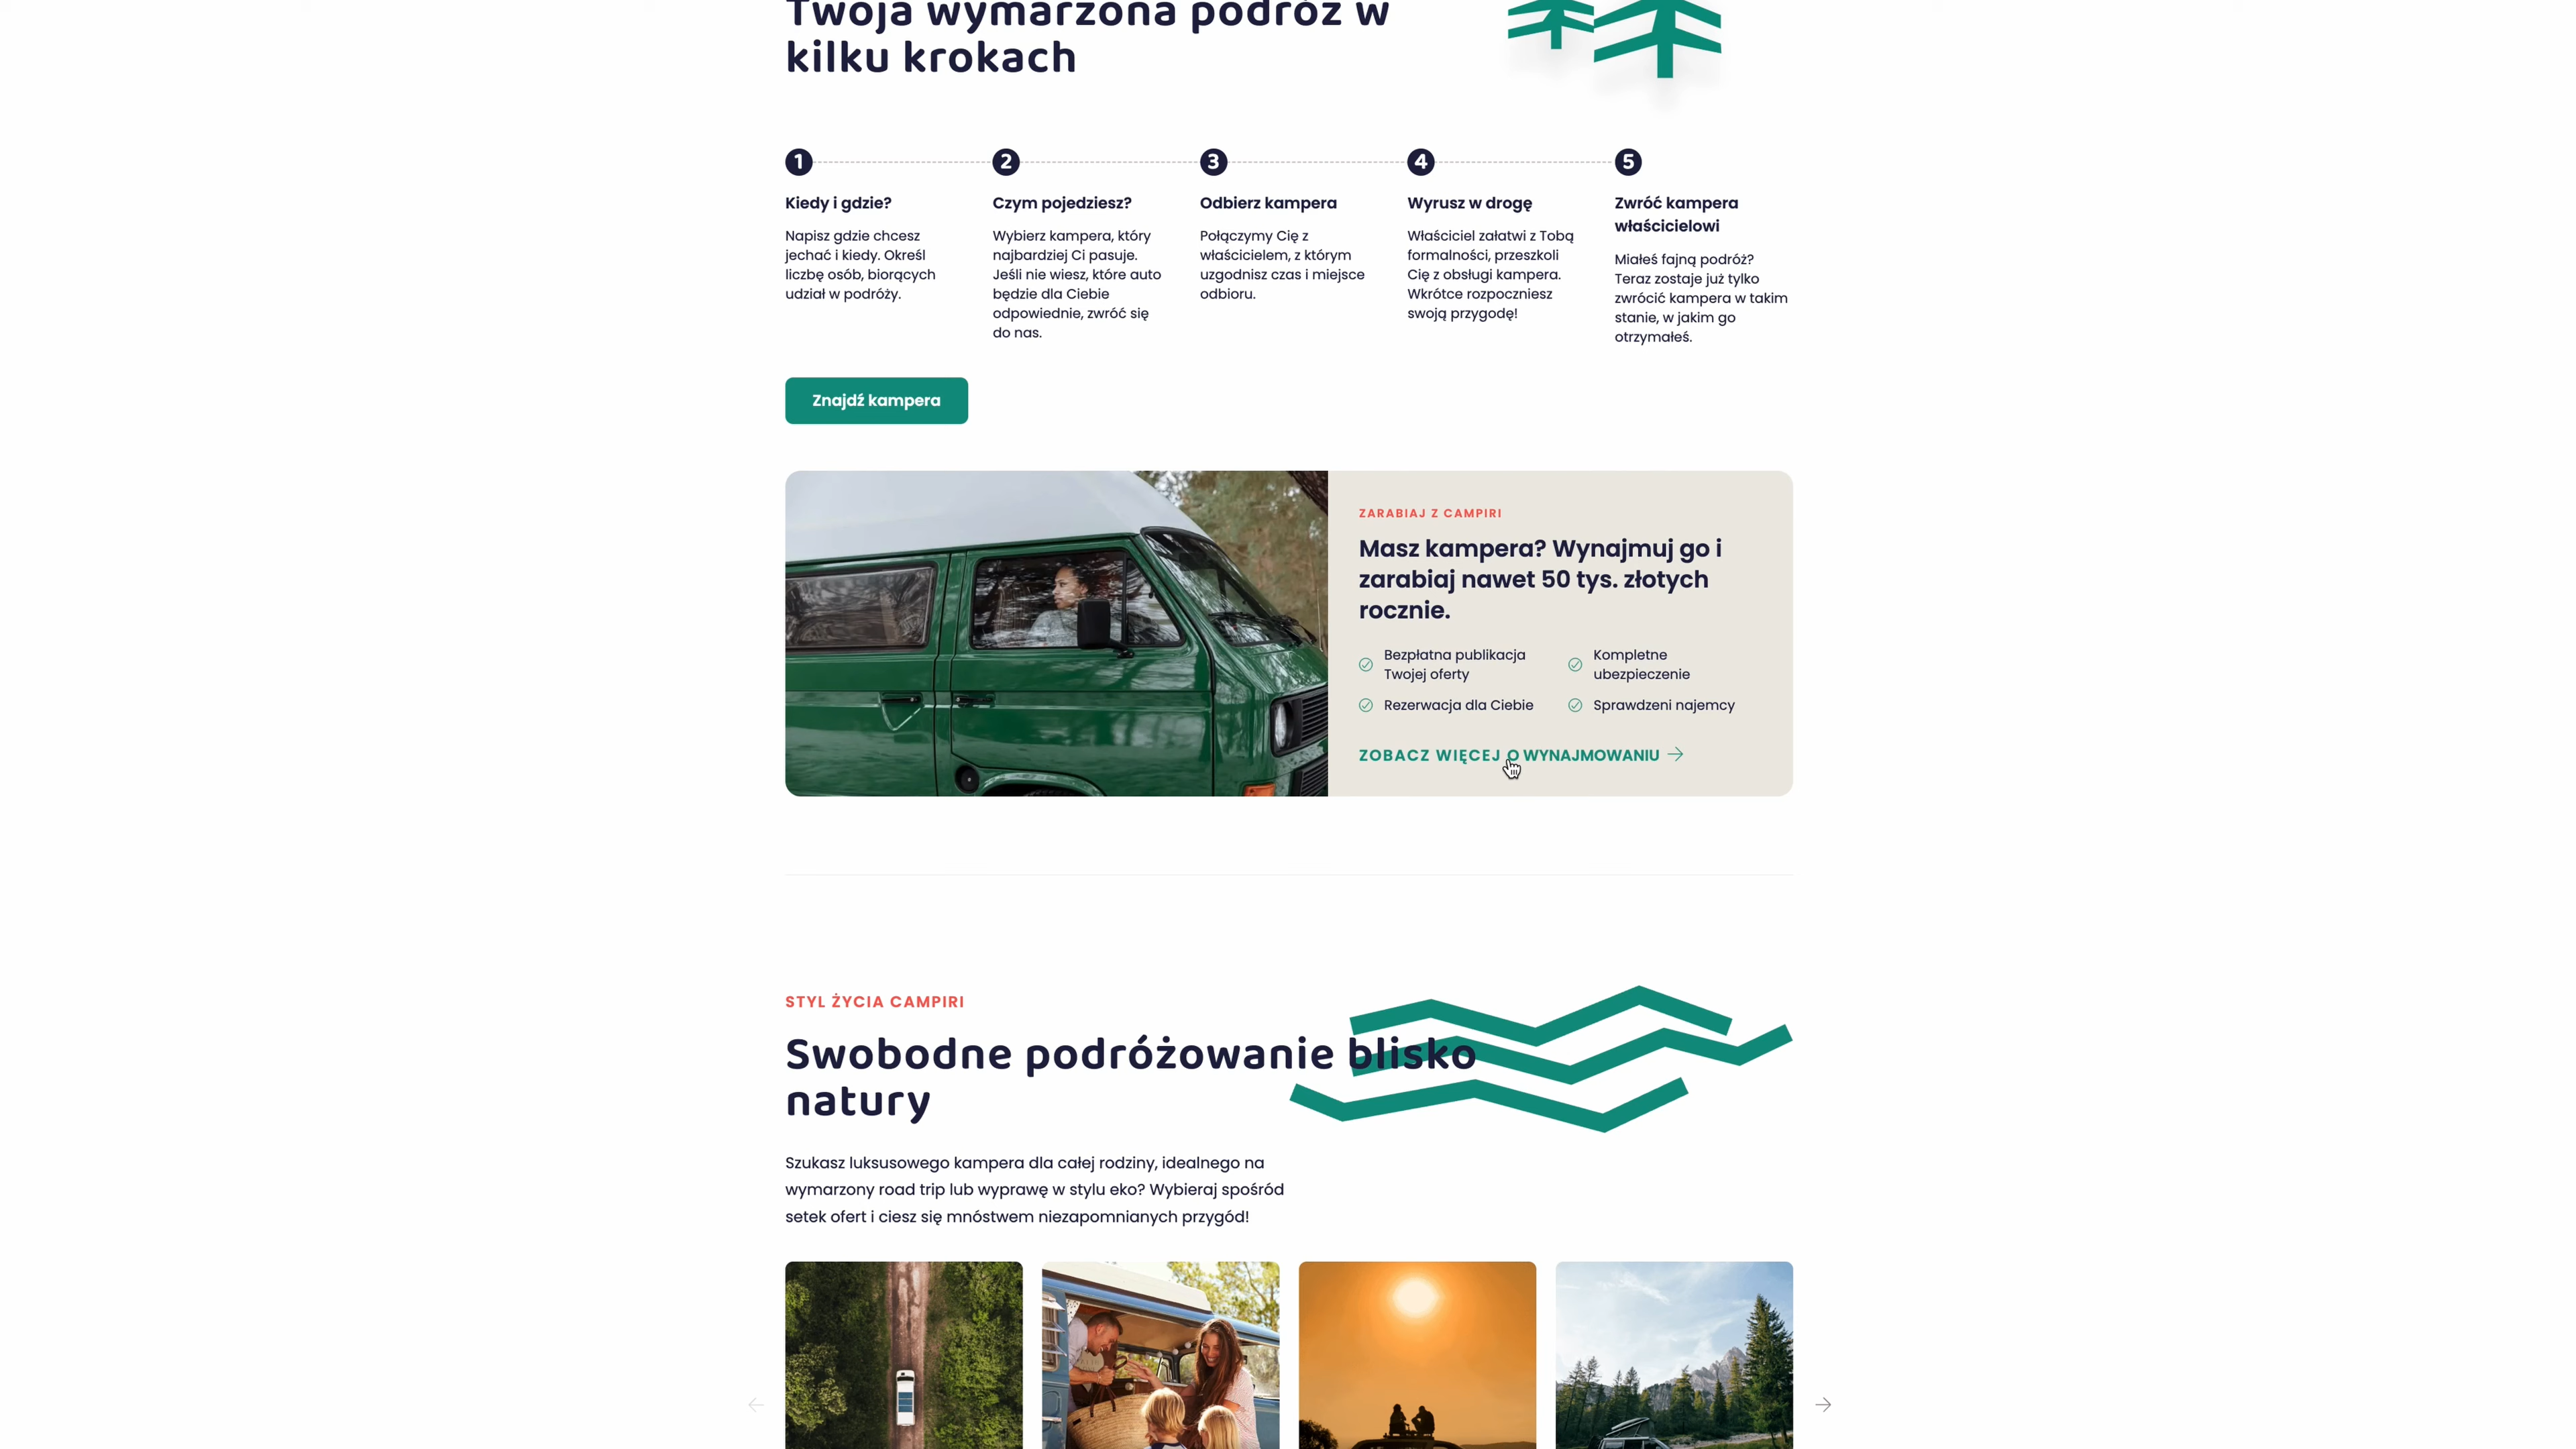 Twoja wymarzona podróż w
kilku krokach
1
2
3
4
5
Kiedy i gdzie?
Napisz gdzie chcesz
jechać i kiedy. Określ
liczbę osób, biorących
udział w podróży.
Czym pojedziesz?
Wybierz kampera, który
najbardziej Ci pasuje.
Jeśli nie wiesz, które auto
będzie dla Ciebie
odpowiednie, zwróć się
do nas.
Odbierz kampera
Połączymy Cię z
właścicielem, z którym
uzgodnisz czas i miejsce
odbioru.
Wyrusz w drogę
Właściciel załatwi z Tobą
formalności, przeszkoli
Cię z obsługi kampera.
Wkrótce rozpoczniesz
swoją przygodę!
Zwróć kampera
właścicielowi
Miałeś fajną podróż?
Teraz zostaje już tylko
zwrócić kampera w takim
stanie, w jakim go
otrzymałeś.
Znajdź kampera
ZARABIAJ Z CAMPIRI
Masz kampera? Wynajmuj go i
zarabiaj nawet 50 tys. złotych
rocznie.
Bezpłatna publikacja
Twojej oferty
Kompletne
ubezpieczenie
Rezerwacja dla Ciebie
Sprawdzeni najemcy
ZOBACZ WIĘCEJ O WYNAJMOWANIU
STYL ŻYCIA CAMPIRI
Swobodne podróżowanie blisko
natury
Szukasz luksusowego kampera dla całej rodziny, idealnego na
wymarzony road trip lub wyprawę w stylu eko? Wybieraj spośród
setek ofert i ciesz się mnóstwem niezapomnianych przygód!